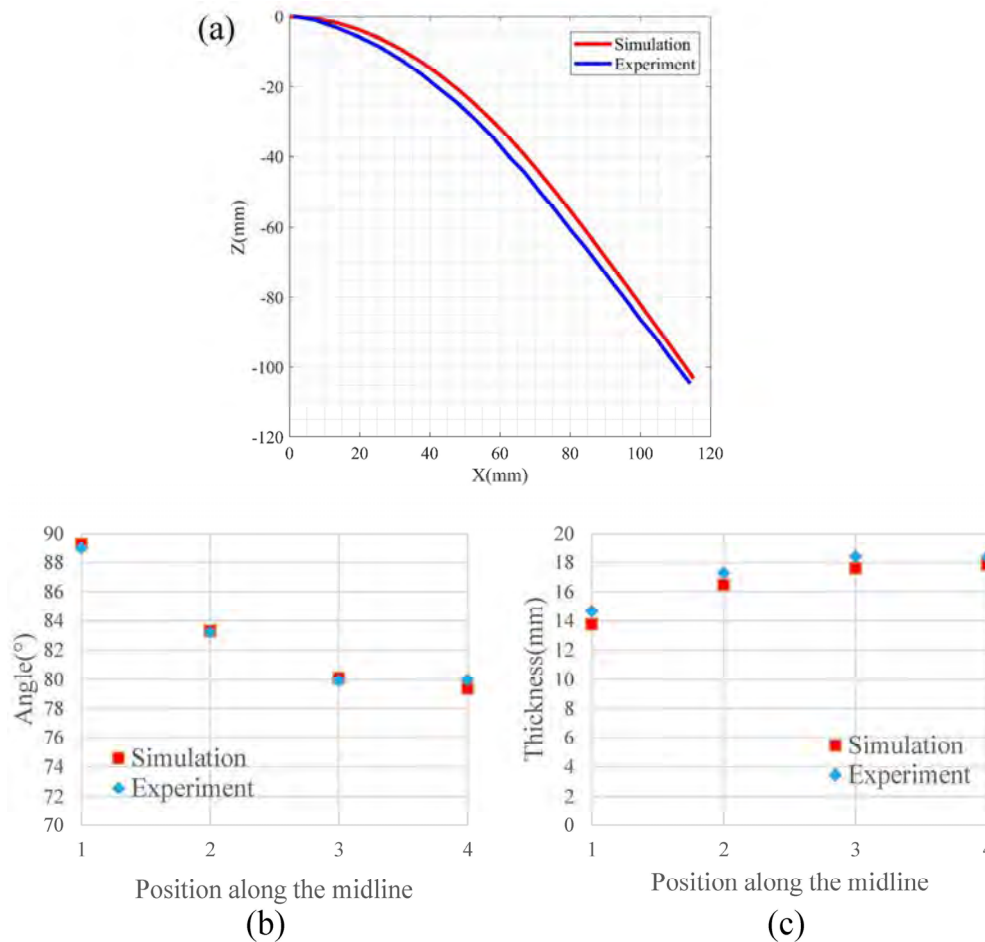 (a)
0
-20
-40
-60
-80
-100
-120
Z(mm)
Simulation
Experiment
0 20 40 60 80 100 120
X(mm)
90
88
86
84
82
80
78
76
74
72
70
Angle(°)
Simulation
Experiment
1 2 3 4
Position along the midline
(b)
20
18
16
14
12
10
8
6
4
2
0
Thickness(mm)
Simulation
Experiment
1 2 3 4
Position along the midline
(c)